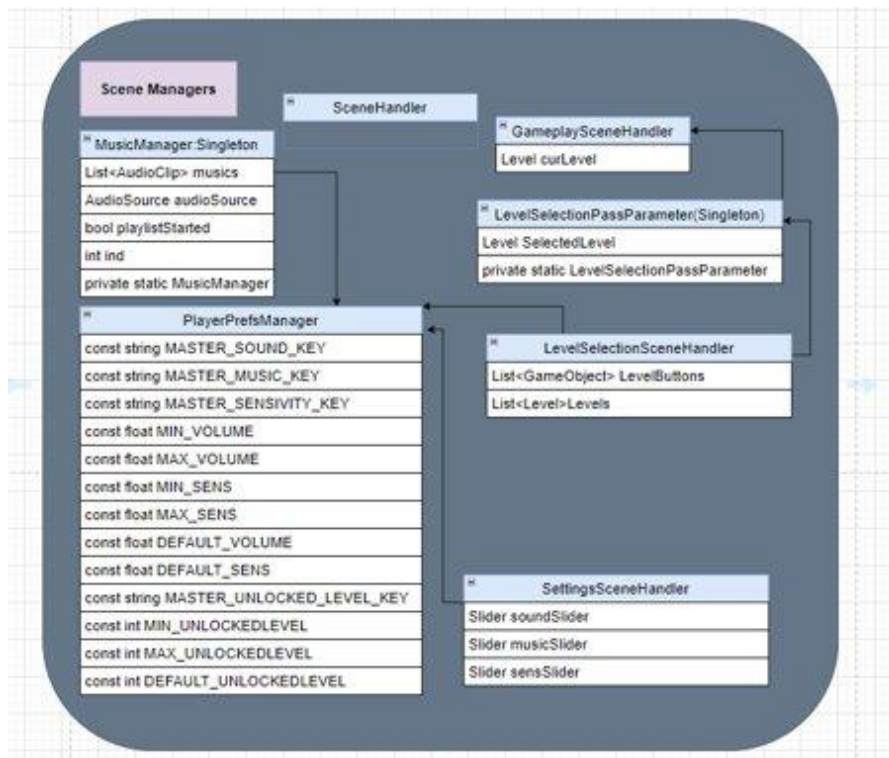 Scene Managers
SceneHandler
MusicManager:Singleton
List<AudioClip> musics
AudioSource audioSource
bool playlistStarted
int ind
private static MusicManager
GameplaySceneHandler
Level curLevel
LevelSelectionPassParameter(Singleton)
Level SelectedLevel
private static LevelSelectionPassParameter
PlayerPrefsManager
const string MASTER_SOUND_KEY
const string MASTER_MUSIC_KEY
const string MASTER_SENSIVITY_KEY
const float MIN_VOLUME
const float MAX_VOLUME
const float MIN_SENS
const float MAX_SENS
const float DEFAULT_VOLUME
const float DEFAULT_SENS
const string MASTER_UNLOCKED_LEVEL_KEY
const int MIN_UNLOCKEDLEVEL
const int MAX_UNLOCKEDLEVEL
const int DEFAULT_UNLOCKEDLEVEL
LevelSelectionSceneHandler
List<GameObject> LevelButtons
List<Level>Levels
SettingsSceneHandler
Slider soundSlider
Slider musicSlider
Slider sensSlider